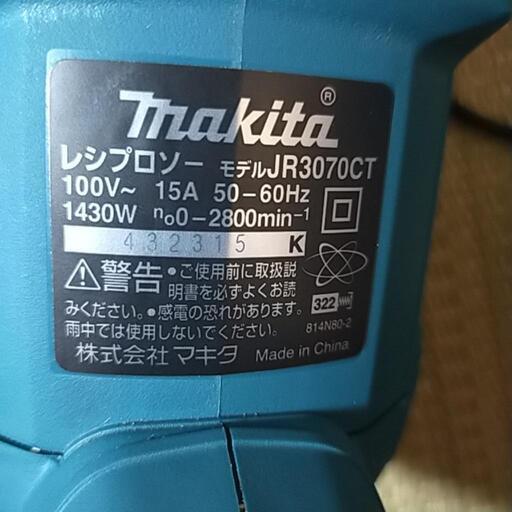 makita®
レシプロソー モデルJR3070CT
100V~ 15A 50-60Hz
1430W n₀0-2800min⁻¹
432315 K
⚠警告 ●ご使用前に取扱説
明書を必ずよくお読
みください。●感電の恐れがあります。
雨中では使用しないでください。
322
814N80-2
株式会社 マキタ Made in China.